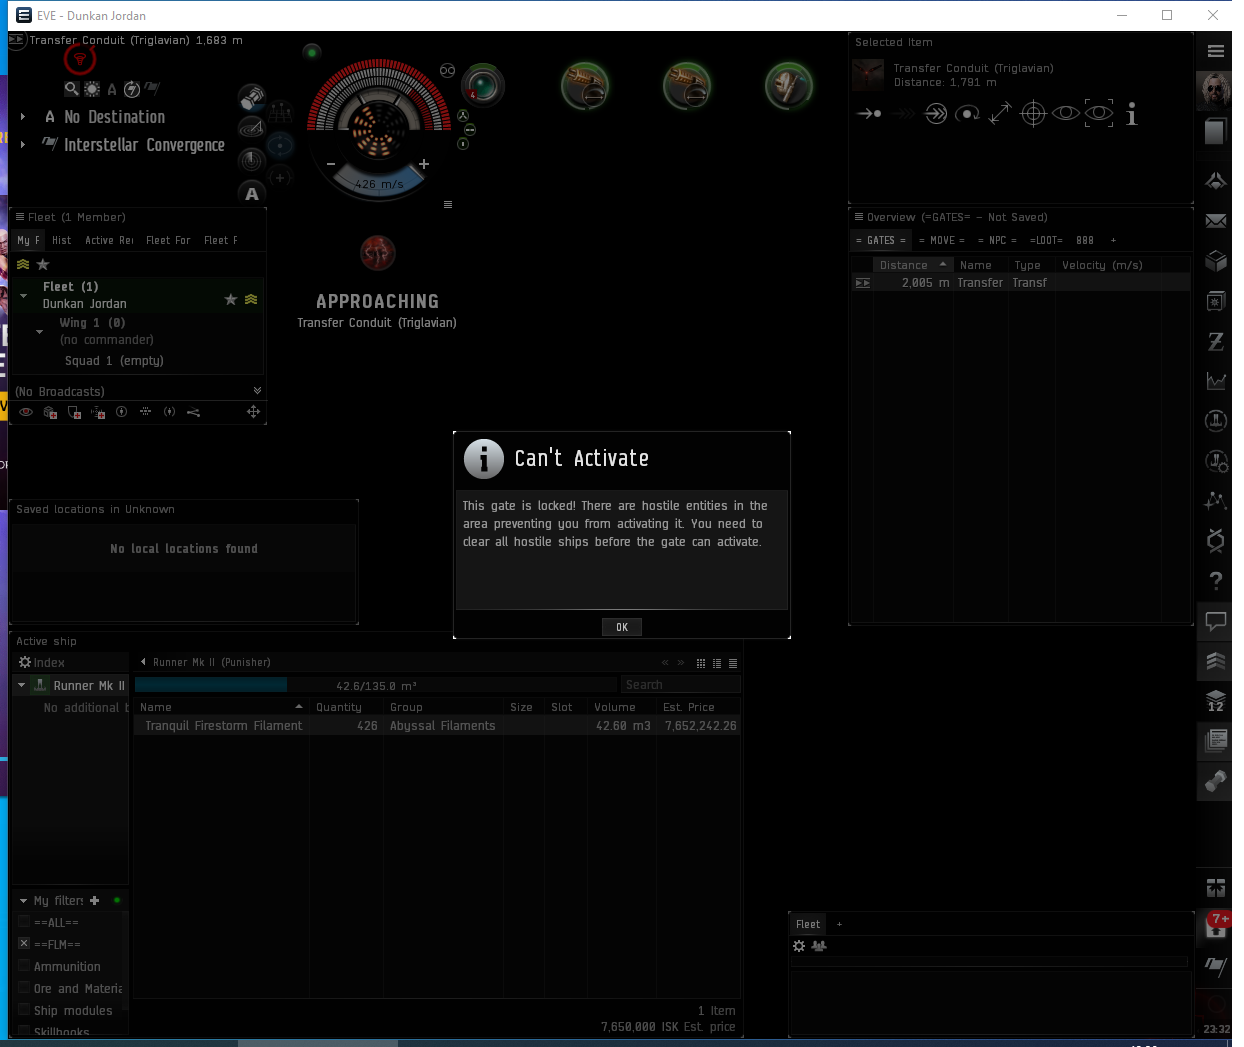 EVE - Dunkan Jordan
Transfer Conduit (Triglavian) 1,683 m
A No Destination
Interstellar Convergence
A
4
426 m/s
APPROACHING
Transfer Conduit (Triglavian)
Selected Item
Transfer Conduit (Triglavian)
Distance: 1,791 m
Fleet (1 Member)
My F Hist Active Re Fleet For Fleet F
Fleet (1)
Dunkan Jordan
Wing 1 (0)
(no commander)
Squad 1 (empty)
(No Broadcasts)
Overview (=GATES= - Not Saved)
= GATES = = MOVE = = NPC = =LOOT= 888 +
Distance Name Type Velocity (m/s)
2,005 m Transfer Transf
Can't Activate
This gate is locked! There are hostile entities in the
area preventing you from activating it. You need to
clear all hostile ships before the gate can activate.
OK
Saved locations in Unknown
No local locations found
Active ship
Index
Runner Mk II
No additional b
Runner Mk II (Punisher)
42.6/135.0 m³
Search
Name Quantity Group Size Slot Volume Est. Price
Tranquil Firestorm Filament 426 Abyssal Filaments 42.60 m3 7,652,242.26
My filters
==ALL==
==FLM==
Ammunition
Ore and Materia
Ship modules
Skillbooks
1 Item
7,650,000 ISK Est. price
Fleet +
12
7+
23:32